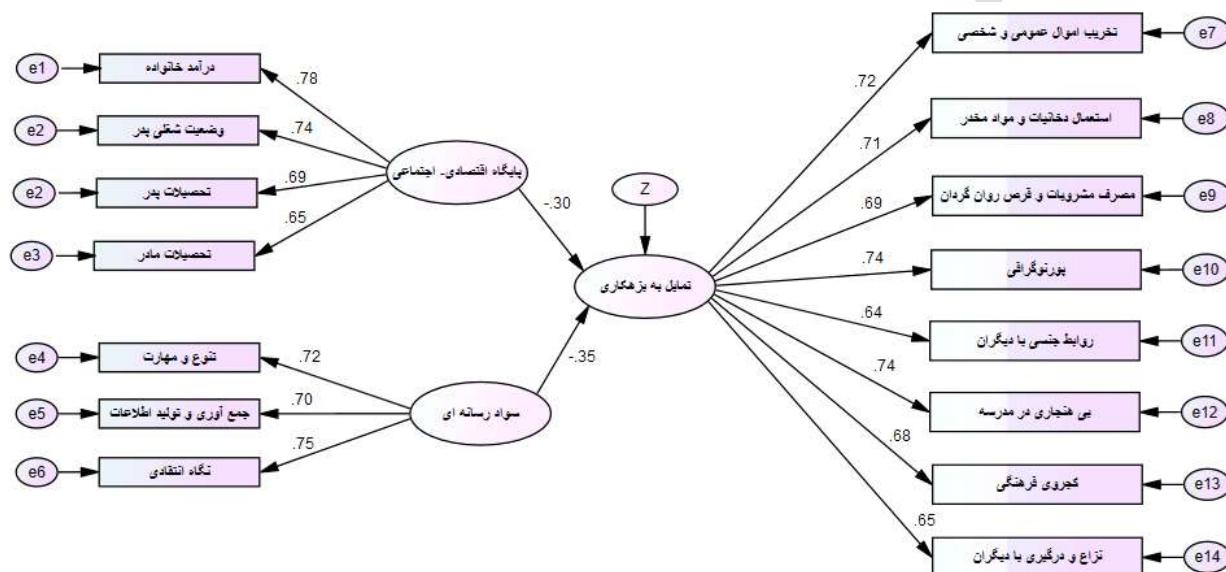 e1
درآمد خانواده
.78
e2
وضعیت شغلی پدر
.74
e2
تحصیلات پدر
.69
e3
تحصیلات مادر
.65
پایگاه اقتصادی- اجتماعی
-.30
e4
تنوع و مهارت
.72
e5
جمع آوری و تولید اطلاعات
.70
e6
نگاه انتقادی
.75
سواد رسانه ای
-.35
Z
تمایل به بزهکاری
.72
تخریب اموال عمومی و شخصی
e7
.71
استعمال دخانیات و مواد مخدر
e8
.69
مصرف مشروبات و قرص روان گردان
e9
.74
پورنوگرافی
e10
.64
روابط جنسی با دیگران
e11
.74
بی هنجاری در مدرسه
e12
.68
کجروی فرهنگی
e13
.65
نزاع و درگیری با دیگران
e14